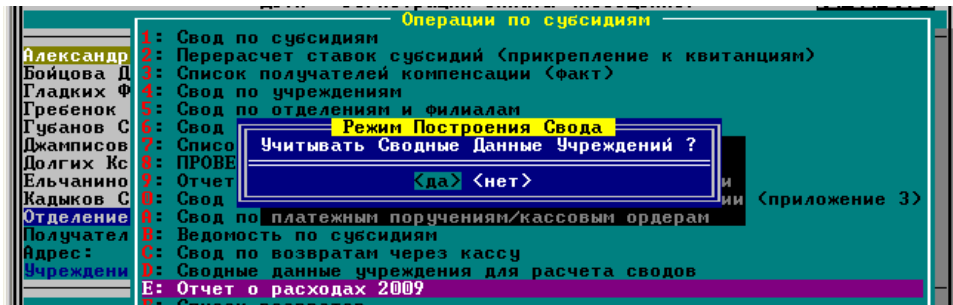 Операции по субсидиям
1: Свод по субсидиям
Александр 2: Перерасчет ставок субсидий (прикрепление к квитанциям)
Бойцова Д 3: Список получателей компенсации (факт)
Гладких Ф 4: Свод по учреждениям
Гребенок 5: Свод по отделениям и филиалам
Губанов С 6: Свод
Режим Построения Свода
Джамписов 7: Списо
Учитывать Сводные Данные Учреждений ?
Долгих Кс 8: ПРОВЕ
Ельчанино 9: Отчет <да> <нет> и
Кадыков С 0: Свод ии (приложение 3)
Отделение A: Свод по платежным поручениям/кассовым ордерам
Получател B: Ведомость по субсидиям
Адрес: C: Свод по возвратам через кассу
Учреждени D: Сводные данные учреждения для расчета сводов
E: Отчет о расходах 2009